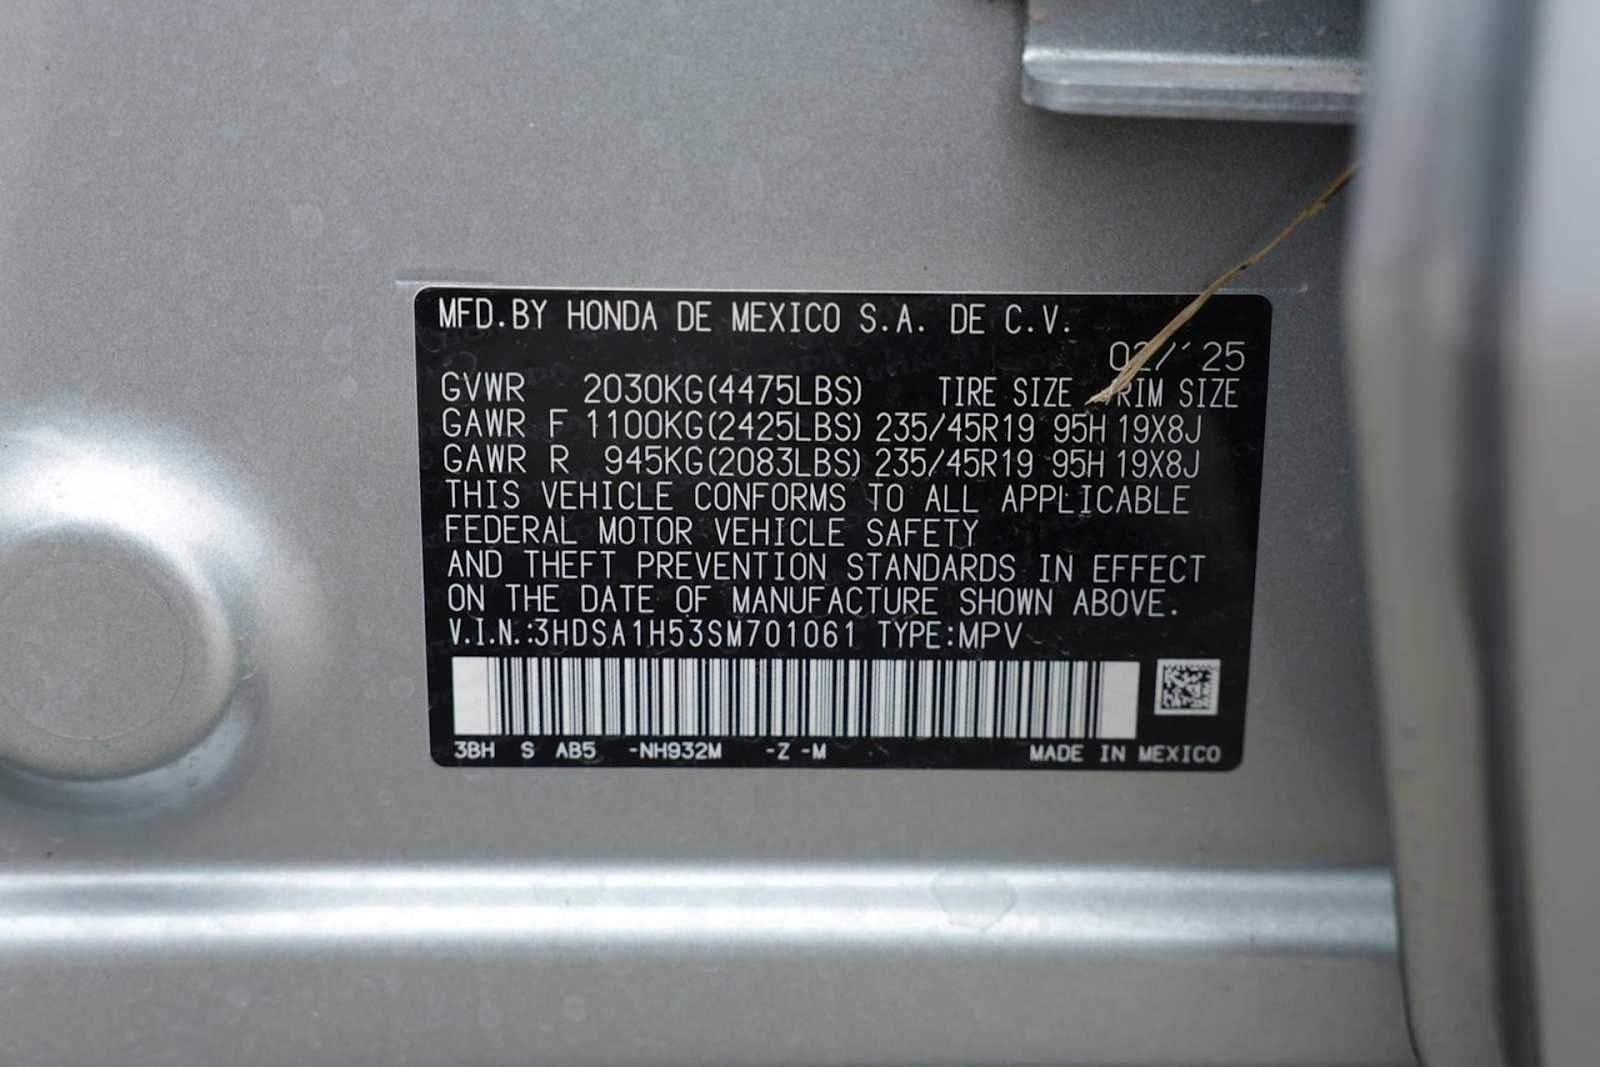 MFD.BY HONDA DE MEXICO S.A. DE C.V.
02/'25
GVWR 2030KG(4475LBS) TIRE SIZE RIM SIZE
GAWR F 1100KG(2425LBS) 235/45R19 95H 19X8J
GAWR R 945KG(2083LBS) 235/45R19 95H 19X8J
THIS VEHICLE CONFORMS TO ALL APPLICABLE
FEDERAL MOTOR VEHICLE SAFETY
AND THEFT PREVENTION STANDARDS IN EFFECT
ON THE DATE OF MANUFACTURE SHOWN ABOVE.
V.I.N.:3HDSA1H53SM701061 TYPE:MPV
3BH S AB5 -NH932M -Z -M MADE IN MEXICO